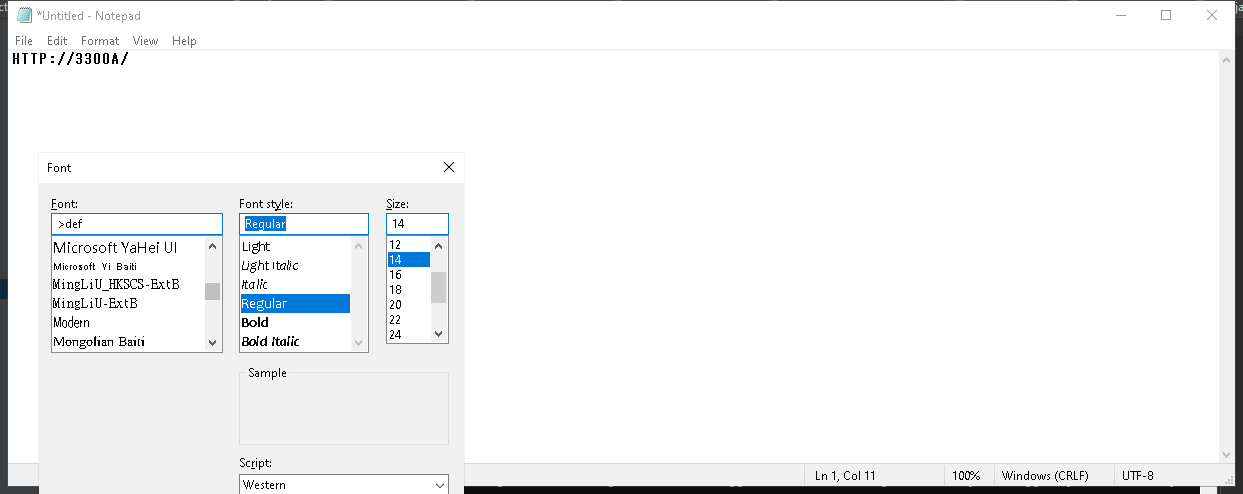 *Untitled - Notepad
File Edit Format View Help
HTTP://3300A/
Font
Font: Font style: Size:
>def Regular 14
Microsoft YaHei UI Light 12
Microsoft Yi Baiti Light Italic 14
MingLiU_HKSCS-ExtB Italic 16
MingLiU-ExtB Regular 18
Modern Bold 20
Mongolian Baiti Bold Italic 22
24
Sample
Script:
Western
Ln 1, Col 11 100% Windows (CRLF) UTF-8